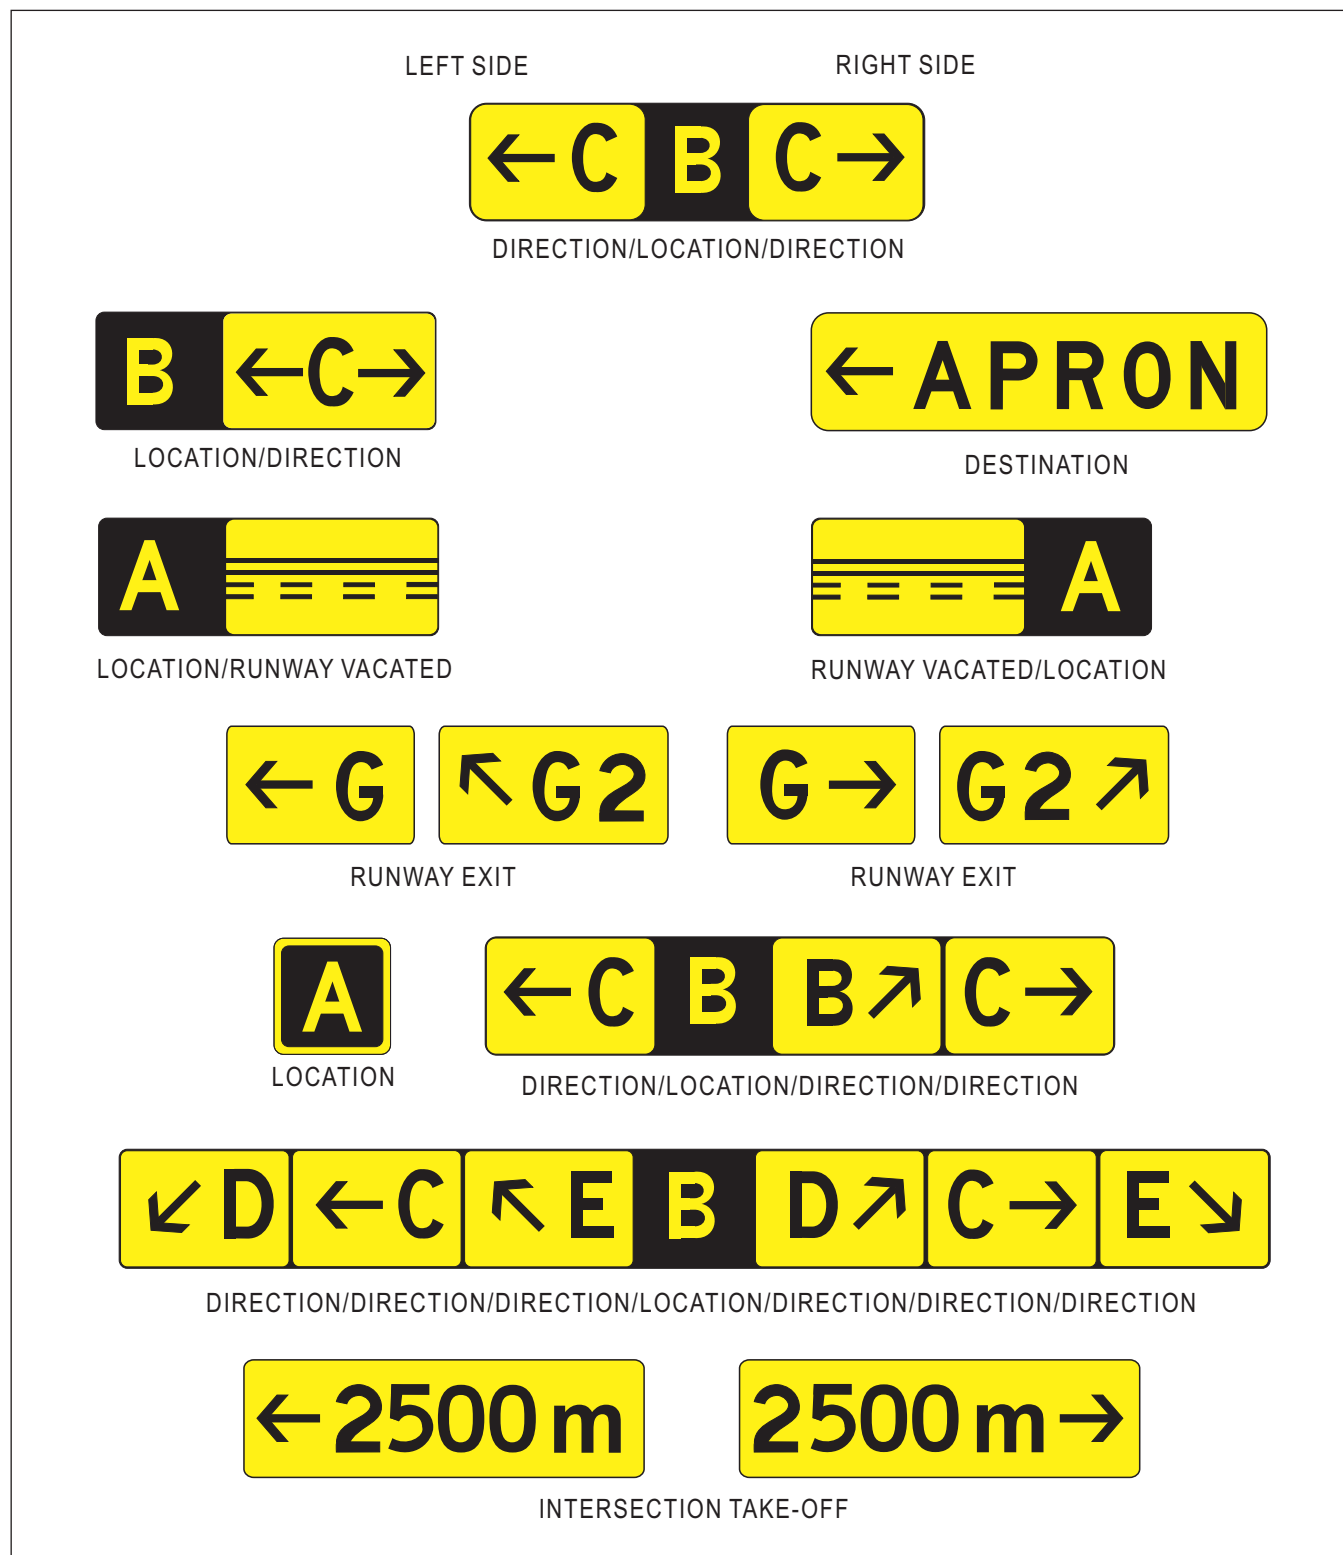 LEFT SIDE RIGHT SIDE
← C B C →
DIRECTION/LOCATION/DIRECTION
B ← C →
LOCATION/DIRECTION
← APRON
DESTINATION
A
LOCATION/RUNWAY VACATED
A
RUNWAY VACATED/LOCATION
← G ↖ G2
RUNWAY EXIT
G → G2 ↗
RUNWAY EXIT
A
LOCATION
← C B B ↗ C →
DIRECTION/LOCATION/DIRECTION/DIRECTION
↙ D ← C ↖ E B D ↗ C → E ↘
DIRECTION/DIRECTION/DIRECTION/LOCATION/DIRECTION/DIRECTION/DIRECTION
← 2500 m 2500 m →
INTERSECTION TAKE-OFF